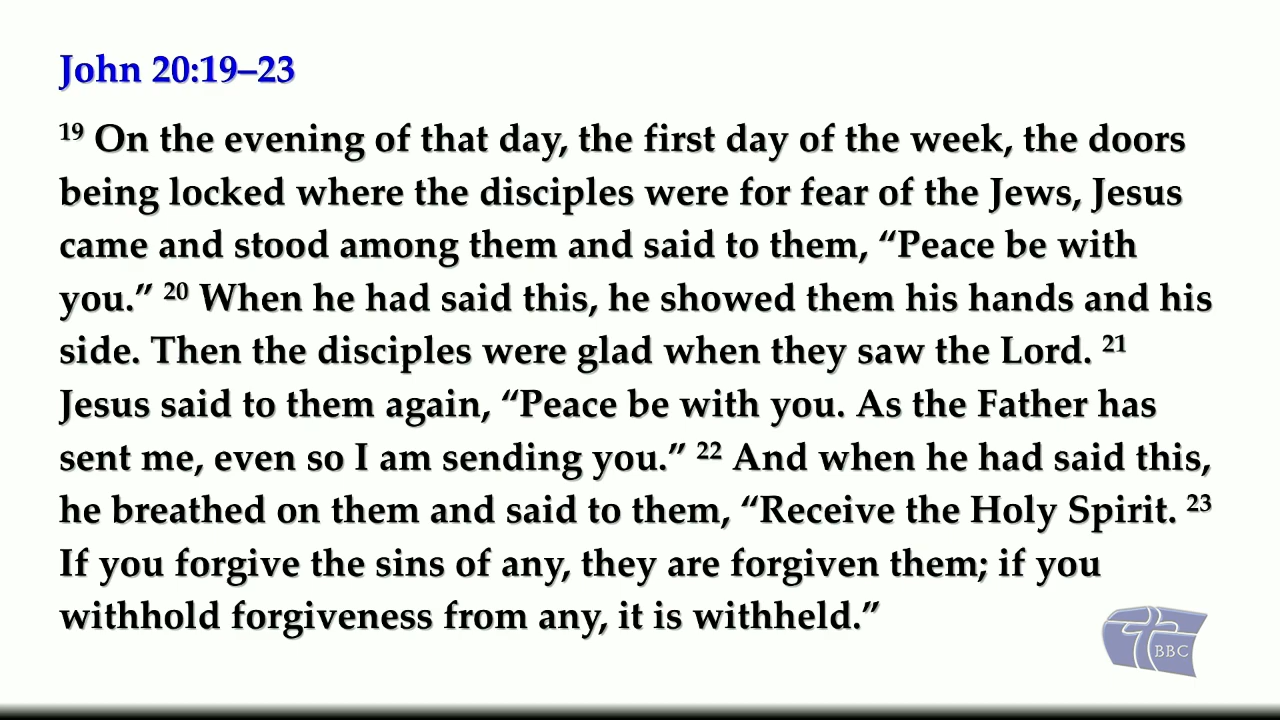 John 20:19–23
19 On the evening of that day, the first day of the week, the doors
being locked where the disciples were for fear of the Jews, Jesus
came and stood among them and said to them, “Peace be with
you.” 20 When he had said this, he showed them his hands and his
side. Then the disciples were glad when they saw the Lord. 21
Jesus said to them again, “Peace be with you. As the Father has
sent me, even so I am sending you.” 22 And when he had said this,
he breathed on them and said to them, “Receive the Holy Spirit. 23
If you forgive the sins of any, they are forgiven them; if you
withhold forgiveness from any, it is withheld.”
BBC